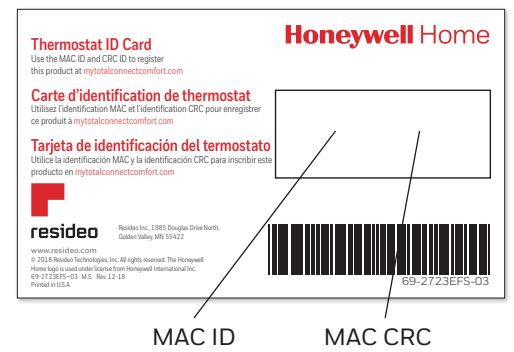 Honeywell Home
Thermostat ID Card
Use the MAC ID and CRC ID to register
this product at mytotalconnectcomfort.com
Carte d'identification de thermostat
Utilisez l'identification MAC et l'identification CRC pour enregistrer
ce produit à mytotalconnectcomfort.com
Tarjeta de identificación del termostato
Utilice la identificación MAC y la identificación CRC para inscribir este
producto en mytotalconnectcomfort.com
resideo
Resideo Inc., 1985 Douglas Drive North,
Golden Valley, MN 55422
www.resideo.com
© 2018 Resideo Technologies, Inc. All rights reserved. The Honeywell
Home logo is used under license from Honeywell International Inc.
69-2723EFS-03 M.S. Rev. 12-18
Printed in U.S.A.
69-2723EFS-03
MAC ID
MAC CRC